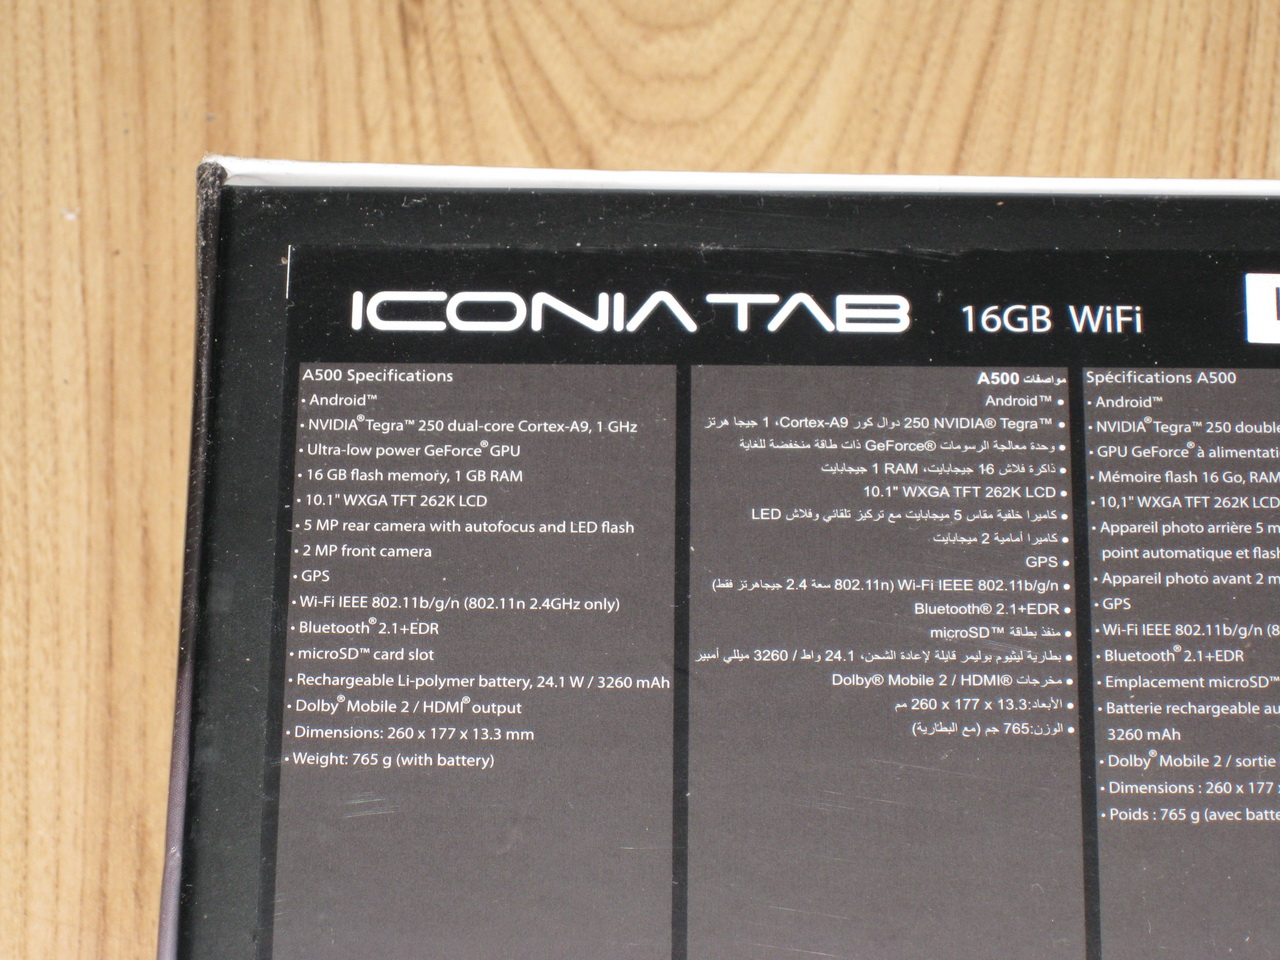 ICONIA TAB 16GB WiFi
A500 Specifications
• Android™
• NVIDIA® Tegra™ 250 dual-core Cortex-A9, 1 GHz
• Ultra-low power GeForce® GPU
• 16 GB flash memory, 1 GB RAM
• 10.1" WXGA TFT 262K LCD
• 5 MP rear camera with autofocus and LED flash
• 2 MP front camera
• GPS
• Wi-Fi IEEE 802.11b/g/n (802.11n 2.4GHz only)
• Bluetooth® 2.1+EDR
• microSD™ card slot
• Rechargeable Li-polymer battery, 24.1 W / 3260 mAh
• Dolby® Mobile 2 / HDMI® output
• Dimensions: 260 x 177 x 13.3 mm
• Weight: 765 g (with battery)
مواصفات A500
• Android™
• NVIDIA® Tegra™ 250 دوال كور Cortex-A9، 1 جيجا هرتز
• وحدة معالجة الرسومات GeForce® ذات طاقة منخفضة للغاية
• ذاكرة فلاش 16 جيجابايت، RAM 1 جيجابايت
• 10.1" WXGA TFT 262K LCD
• كاميرا خلفية مقاس 5 ميجابايت مع تركيز تلقائي وفلاش LED
• كاميرا أمامية 2 ميجابايت
• GPS
• Wi-Fi IEEE 802.11b/g/n (802.11n سعة 2.4 جيجاهرتز فقط)
• Bluetooth® 2.1+EDR
• منفذ بطاقة microSD™
• بطارية ليثيوم بوليمر قابلة لإعادة الشحن، 24.1 واط / 3260 ميللي أمبير
• مخرجات Dolby® Mobile 2 / HDMI®
• الأبعاد: 260 x 177 x 13.3 مم
• الوزن: 765 جم (مع البطارية)
Spécifications A500
• Android™
• NVIDIA® Tegra™ 250 double
• GPU GeForce® à alimentati
• Mémoire flash 16 Go, RAM
• 10,1" WXGA TFT 262K LCD
• Appareil photo arrière 5 m
point automatique et flash
• Appareil photo avant 2 m
• GPS
• Wi-Fi IEEE 802.11b/g/n (8
• Bluetooth® 2.1+EDR
• Emplacement microSD™
• Batterie rechargeable au
3260 mAh
• Dolby® Mobile 2 / sortie
• Dimensions : 260 x 177
• Poids : 765 g (avec batte